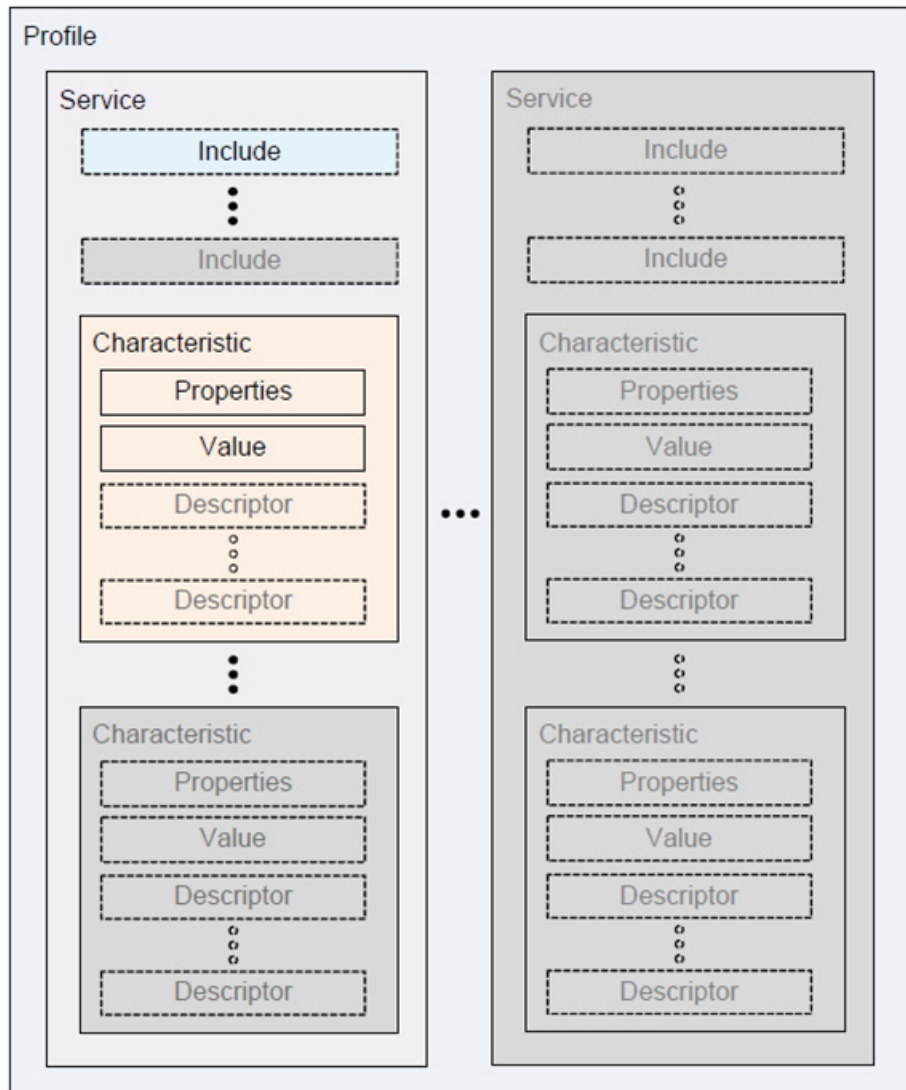 Profile
Service
Include
Include
Characteristic
Properties
Value
Descriptor
Descriptor
Characteristic
Properties
Value
Descriptor
Descriptor
Service
Include
Include
Characteristic
Properties
Value
Descriptor
Descriptor
Characteristic
Properties
Value
Descriptor
Descriptor